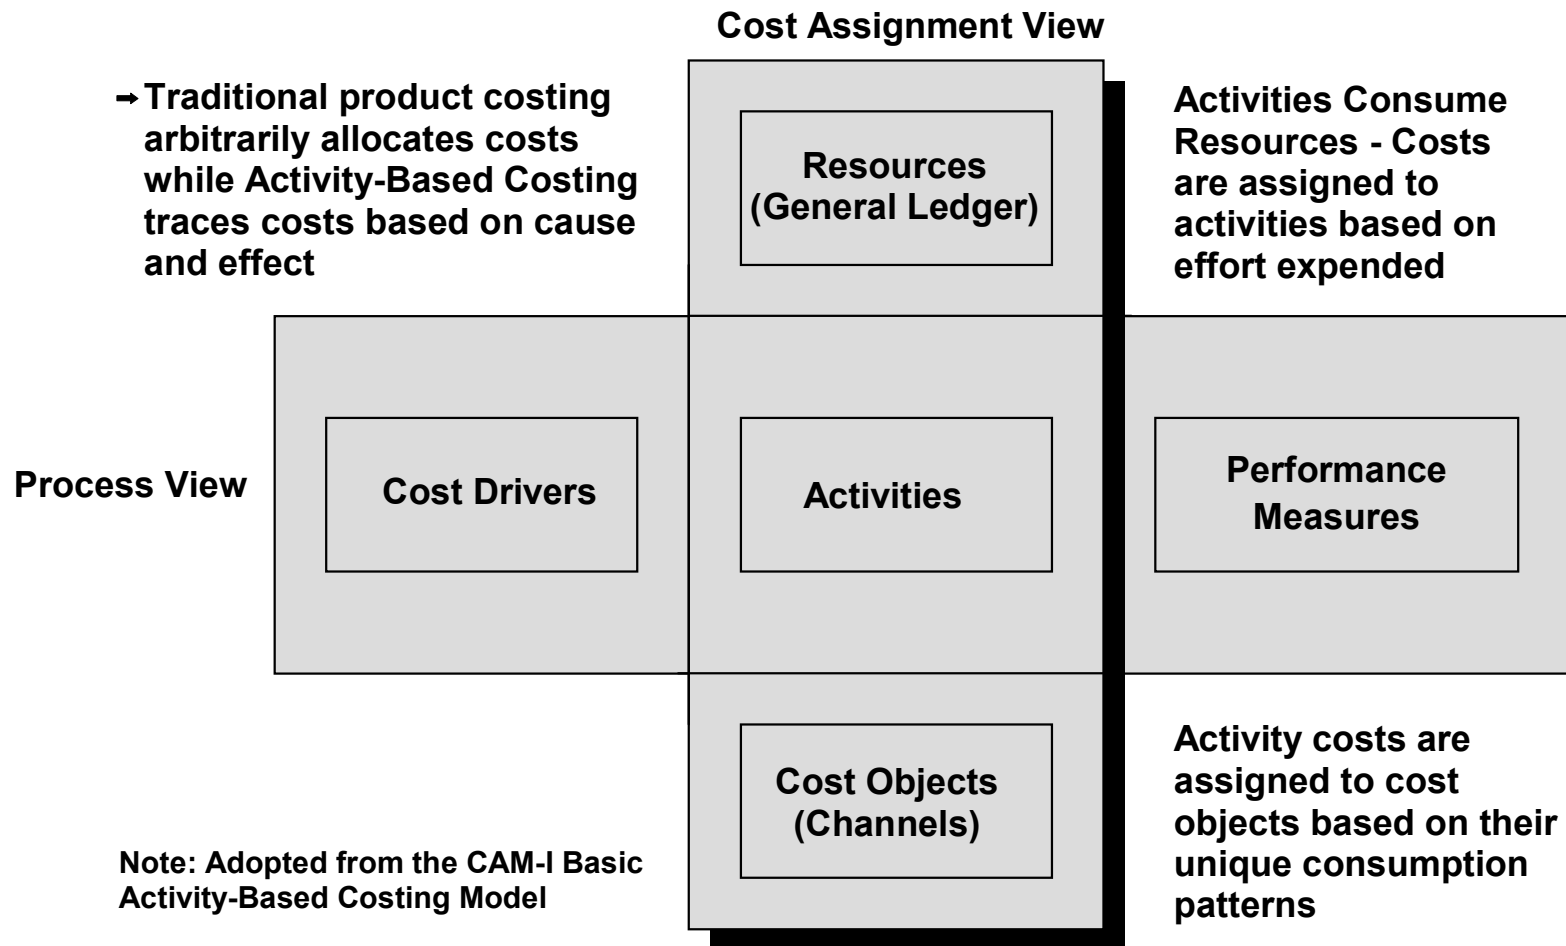 Cost Assignment View
Traditional product costing
arbitrarily allocates costs
while Activity-Based Costing
traces costs based on cause
and effect
Resources
(General Ledger)
Activities Consume
Resources - Costs
are assigned to
activities based on
effort expended
Process View
Cost Drivers
Activities
Performance
Measures
Cost Objects
(Channels)
Activity costs are
assigned to cost
objects based on their
unique consumption
patterns
Note: Adopted from the CAM-I Basic
Activity-Based Costing Model